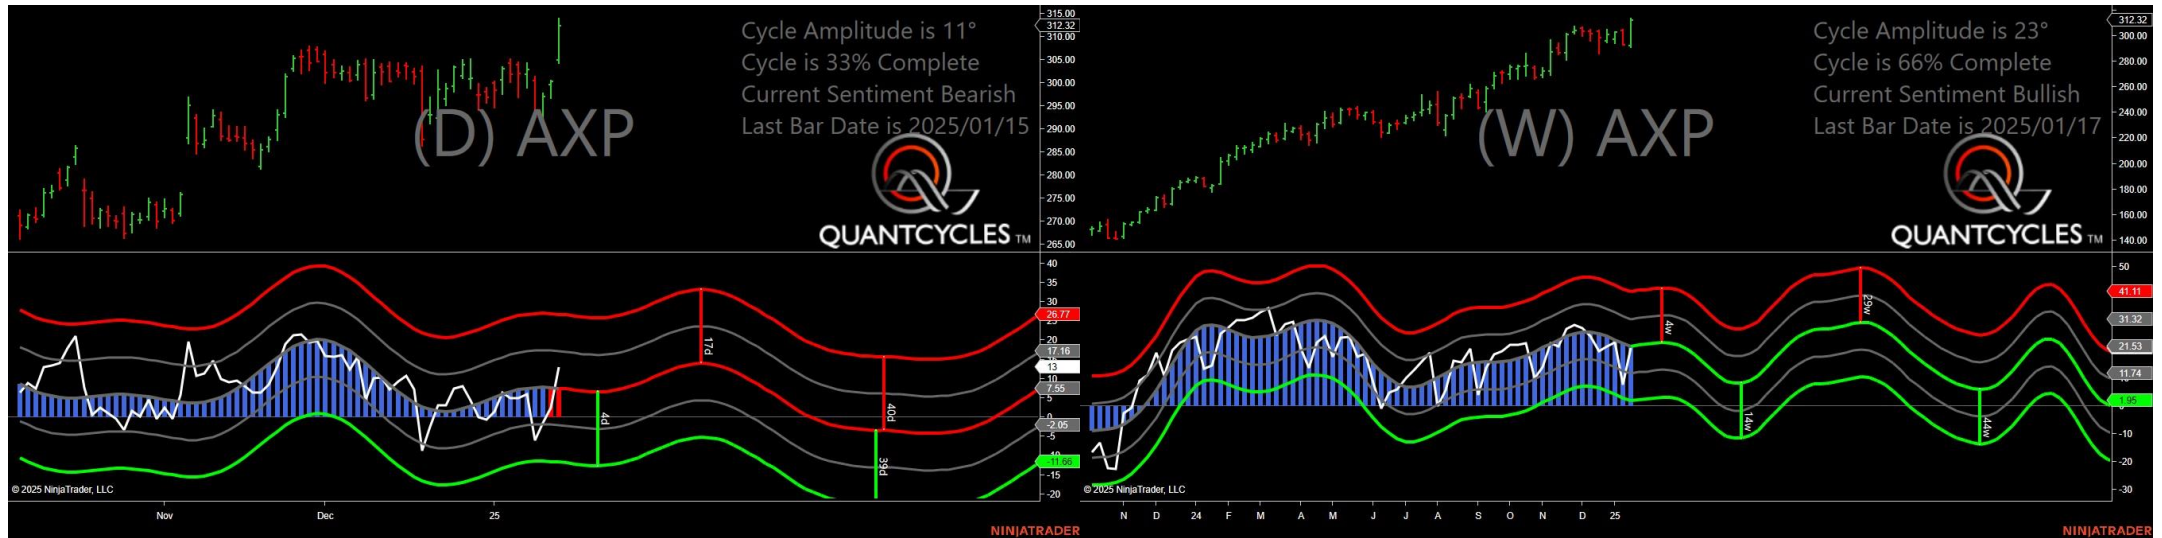 Cycle Amplitude is 11°
Cycle is 33% Complete
Current Sentiment Bearish
Last Bar Date is 2025/01/15
(D) AXP
QUANTCYCLES TM
315.00
312.32
310.00
305.00
300.00
295.00
290.00
285.00
280.00
275.00
270.00
265.00
40
35
30
26.77
25
20
17.16
15
13
10
7.55
5
0
-2.05
-5
-11.66
-15
-20
4d
17d
39d
40d
© 2025 NinjaTrader, LLC
Nov
Dec
25
NINJATRADER
Cycle Amplitude is 23°
Cycle is 66% Complete
Current Sentiment Bullish
Last Bar Date is 2025/01/17
(W) AXP
QUANTCYCLES TM
312.32
300.00
280.00
260.00
240.00
220.00
200.00
180.00
160.00
140.00
50
41.11
31.32
21.53
11.74
1.95
-10
-20
-30
4w
14w
29w
44w
© 2025 NinjaTrader, LLC
N D 24 F M A M J J A S O N D 25
NINJATRADER